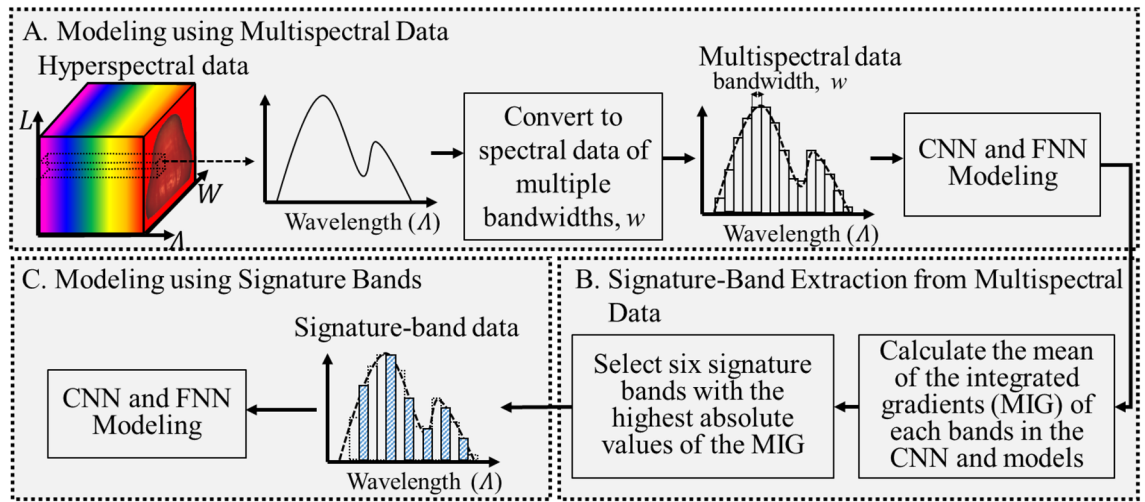 A. Modeling using Multispectral Data
Hyperspectral data
L
W
Λ
Wavelength (Λ)
Convert to
spectral data of
multiple
bandwidths, w
Multispectral data
bandwidth, w
Wavelength (Λ)
CNN and FNN
Modeling
B. Signature-Band Extraction from Multispectral
Data
Calculate the mean
of the integrated
gradients (MIG) of
each bands in the
CNN and models
Select six signature
bands with the
highest absolute
values of the MIG
C. Modeling using Signature Bands
Signature-band data
Wavelength (Λ)
CNN and FNN
Modeling